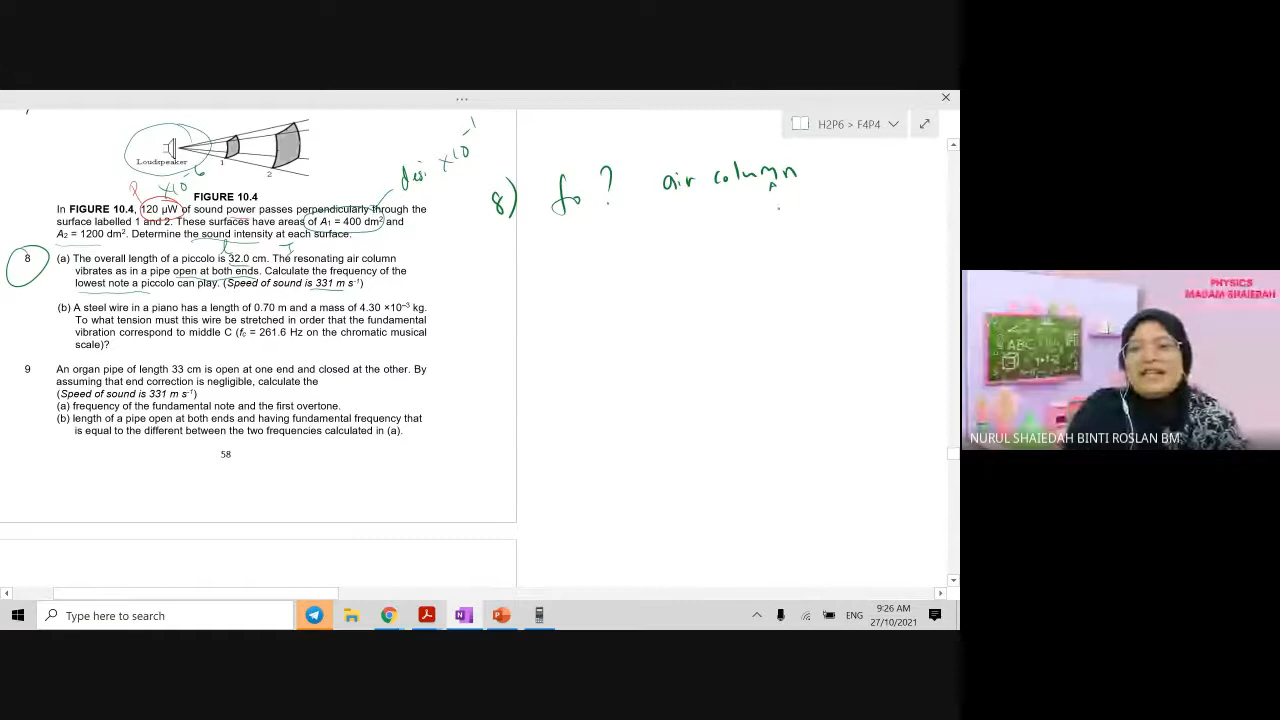 H2P6 > F4P4
Loudspeaker
1
2
P
×10⁻⁶
desi ×10⁻¹
FIGURE 10.4
In FIGURE 10.4, 120 µW of sound power passes perpendicularly through the
surface labelled 1 and 2. These surfaces have areas of A₁ = 400 dm² and
A₂ = 1200 dm². Determine the sound intensity at each surface.
I
8 (a) The overall length of a piccolo is 32.0 cm. The resonating air column
vibrates as in a pipe open at both ends. Calculate the frequency of the
lowest note a piccolo can play. (Speed of sound is 331 m s⁻¹)
(b) A steel wire in a piano has a length of 0.70 m and a mass of 4.30 ×10⁻³ kg.
To what tension must this wire be stretched in order that the fundamental
vibration correspond to middle C (fc = 261.6 Hz on the chromatic musical
scale)?
9 An organ pipe of length 33 cm is open at one end and closed at the other. By
assuming that end correction is negligible, calculate the
(Speed of sound is 331 m s⁻¹)
(a) frequency of the fundamental note and the first overtone.
(b) length of a pipe open at both ends and having fundamental frequency that
is equal to the different between the two frequencies calculated in (a).
58
8) fo ? air column
PHYSICS
MADAM SHAIEDAH
ABC
NURUL SHAIEDAH BINTI ROSLAN BM
Type here to search
ENG
9:26 AM
27/10/2021